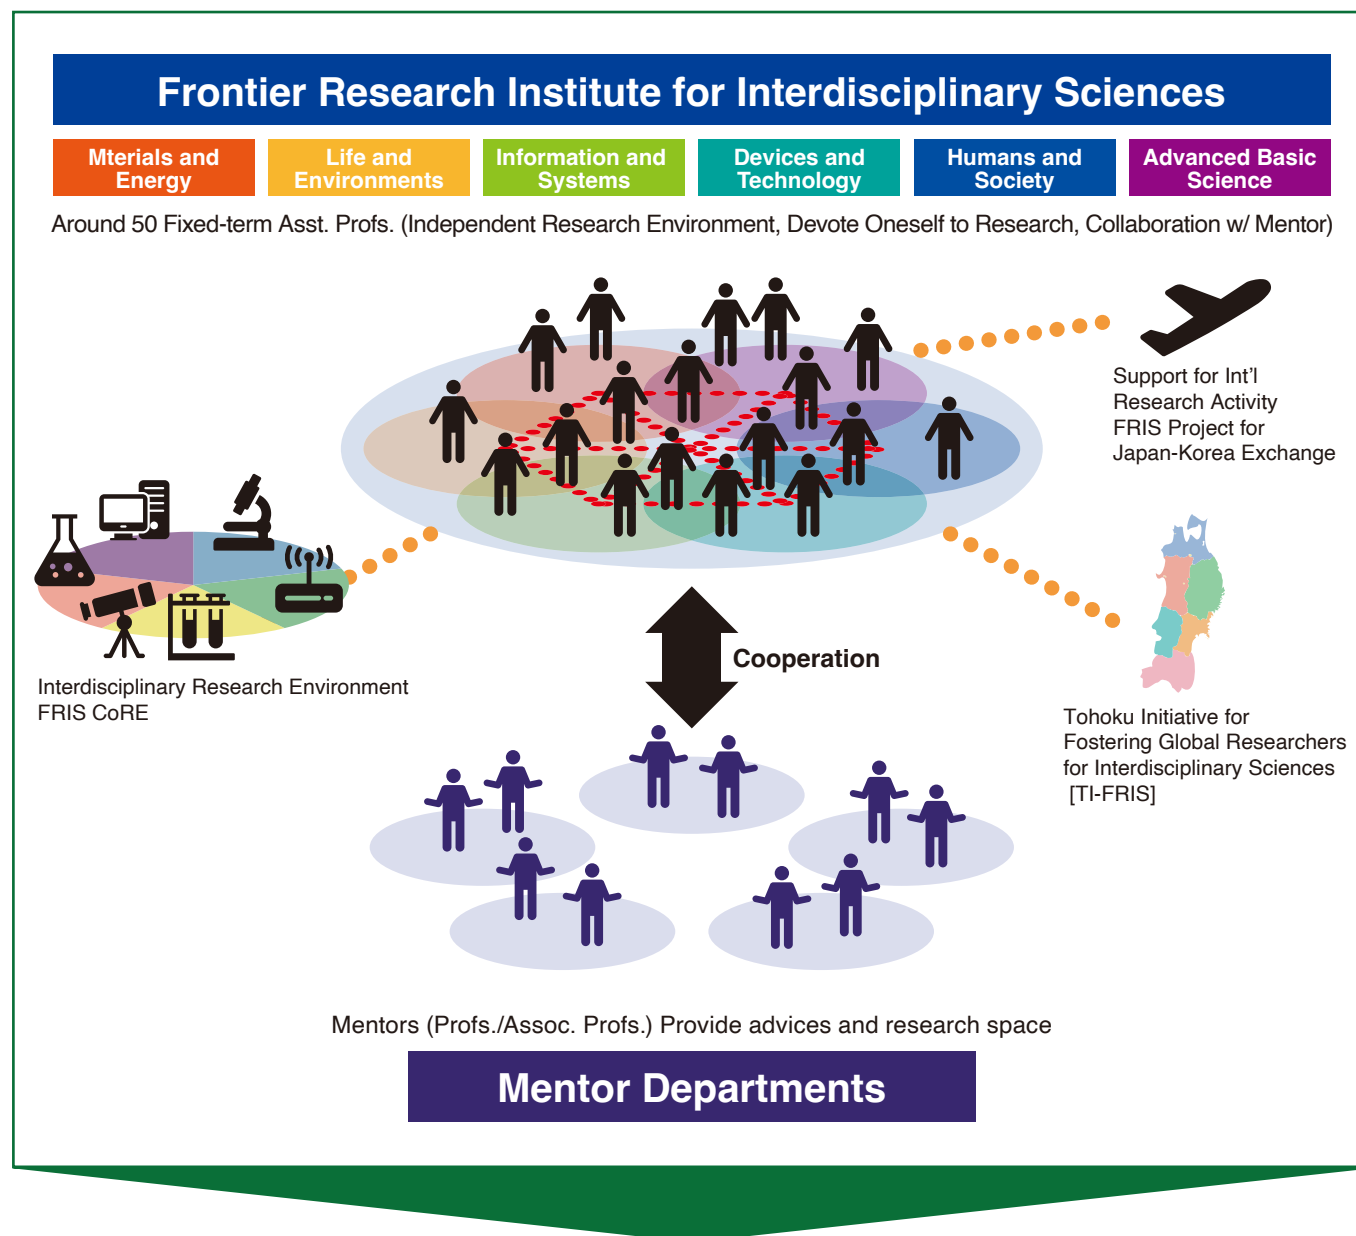 Frontier Research Institute for Interdisciplinary Sciences
Mterials and
Energy
Life and
Environments
Information and
Systems
Devices and
Technology
Humans and
Society
Advanced Basic
Science
Around 50 Fixed-term Asst. Profs. (Independent Research Environment, Devote Oneself to Research, Collaboration w/ Mentor)
Support for Int'l
Research Activity
FRIS Project for
Japan-Korea Exchange
Interdisciplinary Research Environment
FRIS CoRE
Cooperation
Tohoku Initiative for
Fostering Global Researchers
for Interdisciplinary Sciences
[TI-FRIS]
Mentors (Profs./Assoc. Profs.) Provide advices and research space
Mentor Departments